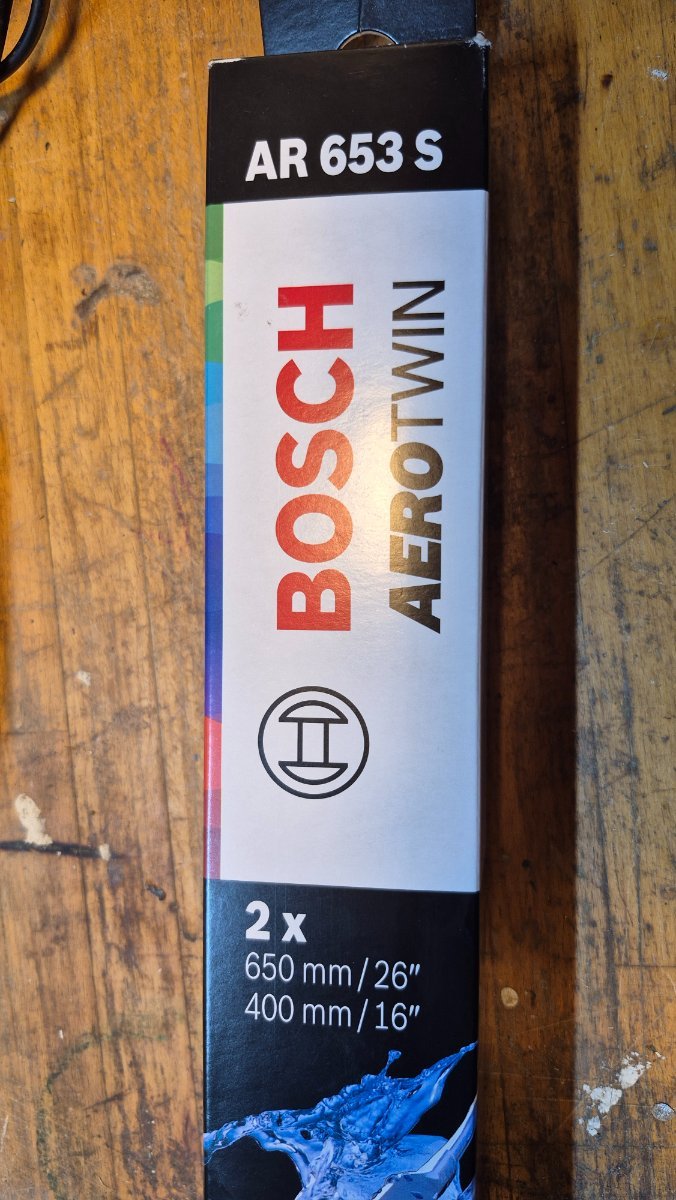 AR 653 S
BOSCH
AEROTWIN
2 x
650 mm / 26"
400 mm / 16"